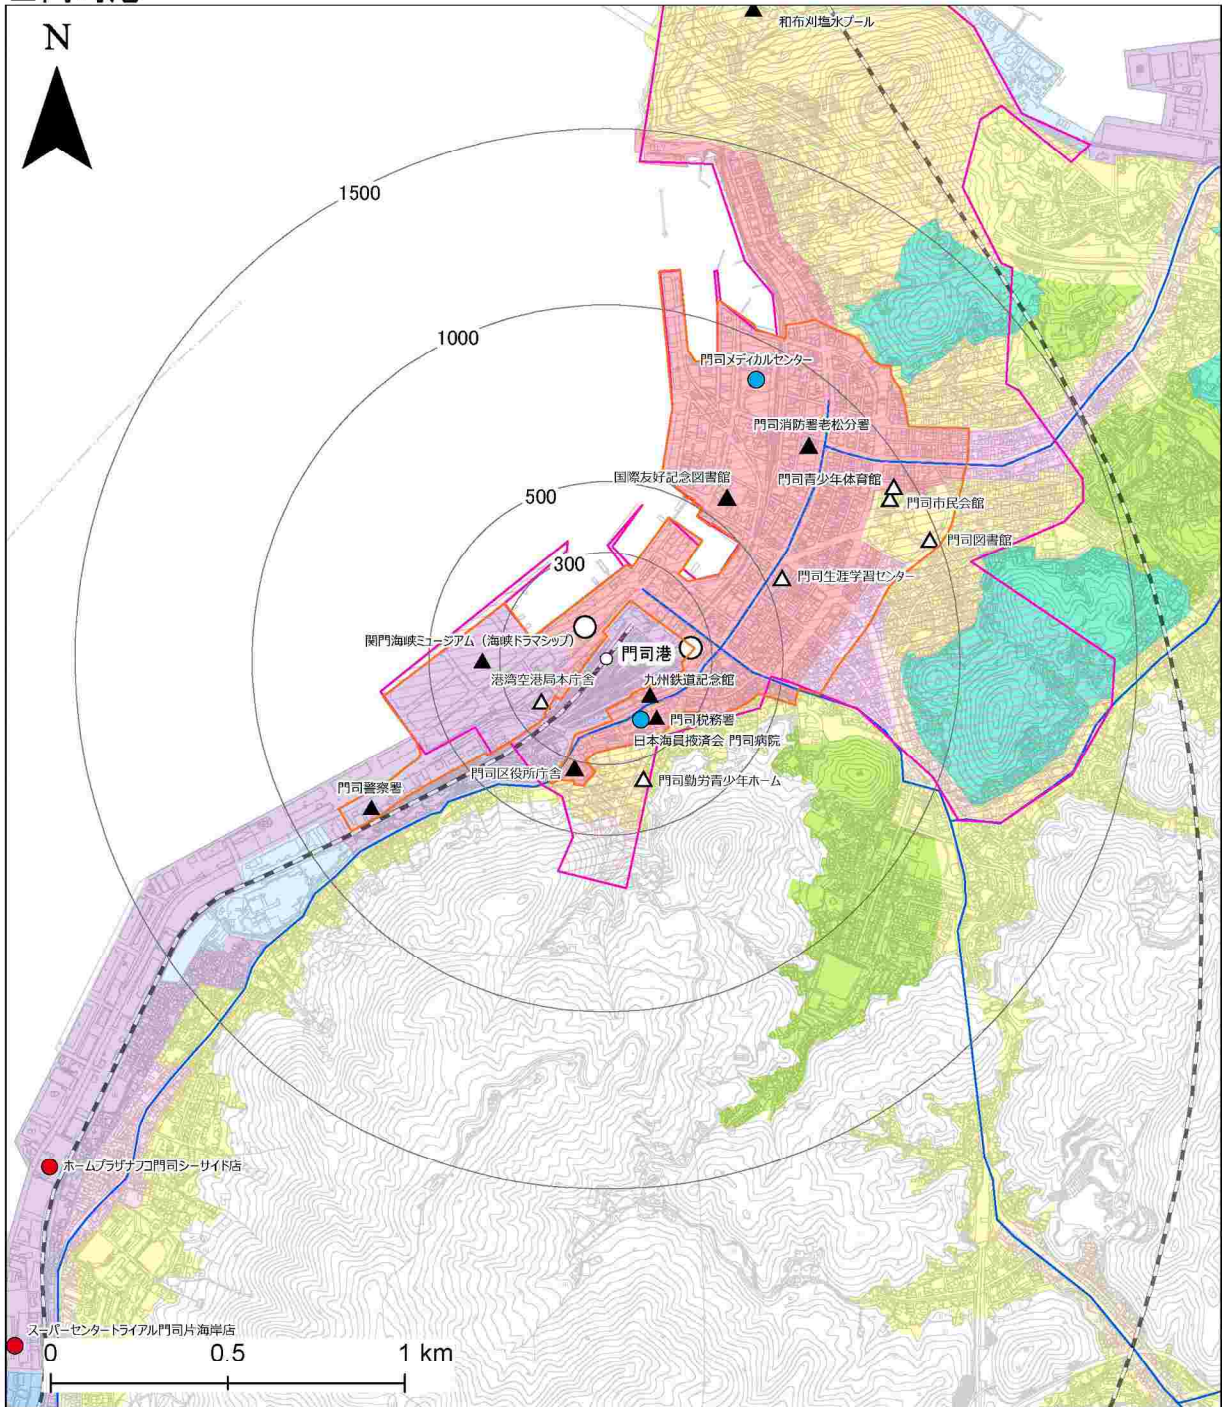 N
和布刈塩水プール
1500
1000
門司メディカルセンター
門司消防署老松分署
国際友好記念図書館
門司青少年体育館
500
門司市民会館
門司図書館
300
門司生涯学習センター
関門海峡ミュージアム（海峡ドラマシップ）
門司港
港湾空港局本庁舎
九州鉄道記念館
門司税務署
日本海員掖済会 門司病院
門司区役所庁舎
門司勤労青少年ホーム
門司警察署
ホームプラザナフコ門司シーサイド店
スーパーセンタートライアル門司片海岸店
0 0.5 1 km